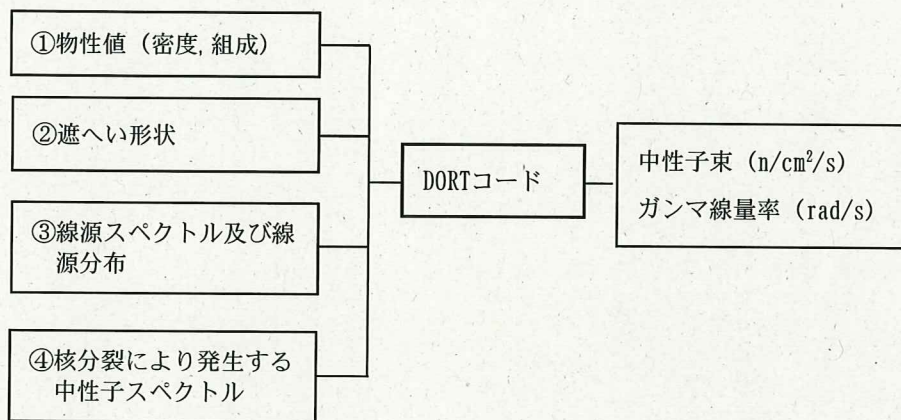 ①物性値（密度, 組成）
②遮へい形状
③線源スペクトル及び線
源分布
④核分裂により発生する
中性子スペクトル
DORTコード
中性子束（n/cm²/s）
ガンマ線量率（rad/s）